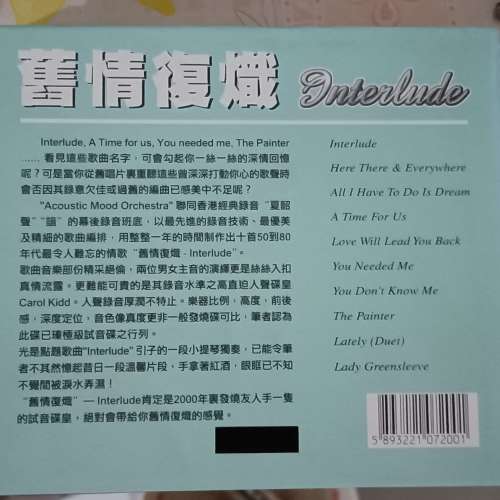 舊情復熾 Interlude
Interlude, A Time for us, You needed me, The Painter
...... 看見這些歌曲名字，可會勾起你一絲一絲的深情回憶
呢？可是當你從舊唱片裏重聽這些曾深深打動你心的歌聲時
會否因其錄意欠佳或過舊的編曲已感美中不足呢？
"Acoustic Mood Orchestra" 聯同香港經典錄音 "夏韶
聲" "諳" 的幕後錄音班底，以最先進的錄音技術、最優美
及精細的歌曲編排，用整整一年的時間制作出十首50到80
年代最令人難忘的情歌 "舊情復熾 - Interlude"。
歌曲音樂部份精采絕倫，兩位男女主音的演繹更是絲絲入扣
真情流露。更難能可貴的是其錄音水準之高直迫人聲碟皇
Carol Kidd。人聲錄音厚潤不特止。樂器比例，高度，前後
感，深度定位，音色像真度更非一般發燒碟可比，筆者認為
此碟已瑧極級試音碟之行列。
光是點題歌曲"Interlude" 引子的一段小提琴獨奏，已能令筆
者不其然憶起昔日一段溫馨片段，手拿著紅酒，眼眶已不知
不覺間被淚水弄濕！
"舊情復熾" — Interlude肯定是2000年裏發燒友人手一隻
的試音碟皇，絕對會帶給你舊情復熾的感覺。
Interlude
Here There & Everywhere
All I Have To Do Is Dream
A Time For Us
Love Will Lead You Back
You Needed Me
You Don't Know Me
The Painter
Lately (Duet)
Lady Greensleeve
5 893221 072001